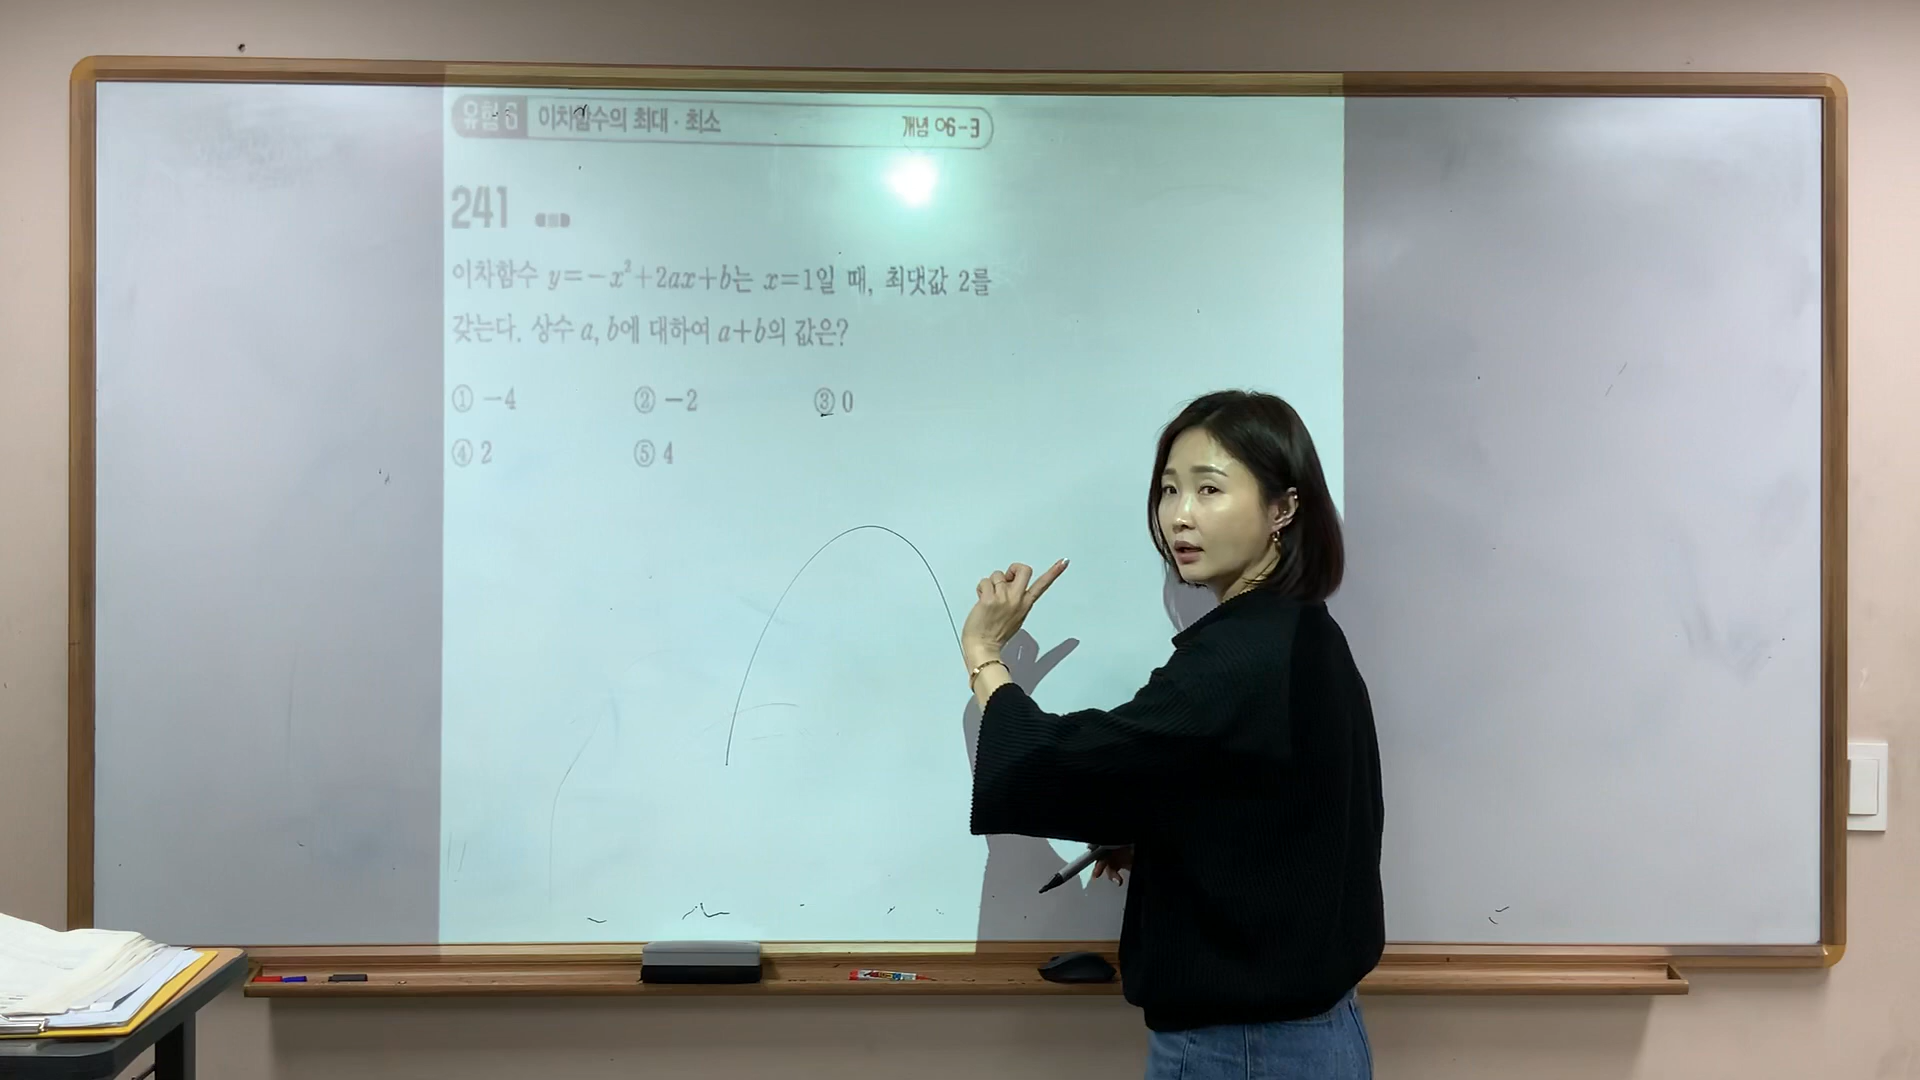 유형 6 이차함수의 최대 · 최소 개념 06-3
241
이차함수 y=-x²+2ax+b는 x=1일 때, 최댓값 2를
갖는다. 상수 a, b에 대하여 a+b의 값은?
① -4 ② -2 ③ 0
④ 2 ⑤ 4